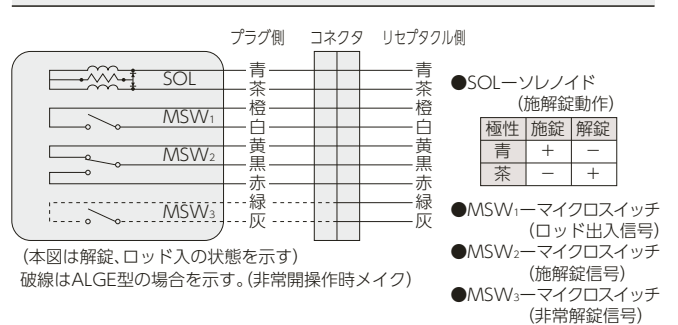 プラグ側 コネクタ リセプタクル側
SOL
MSW₁
MSW₂
MSW₃
青 青
茶 茶
橙 橙
白 白
黄 黄
黒 黒
赤 赤
緑 緑
灰 灰
(本図は解錠、ロッド入の状態を示す)
破線はALGE型の場合を示す。(非常開操作時メイク)
●SOLーソレノイド
(施解錠動作)
極性 施錠 解錠
青 + −
茶 − +
●MSW₁ーマイクロスイッチ
(ロッド出入信号)
●MSW₂ーマイクロスイッチ
(施解錠信号)
●MSW₃ーマイクロスイッチ
(非常解錠信号)